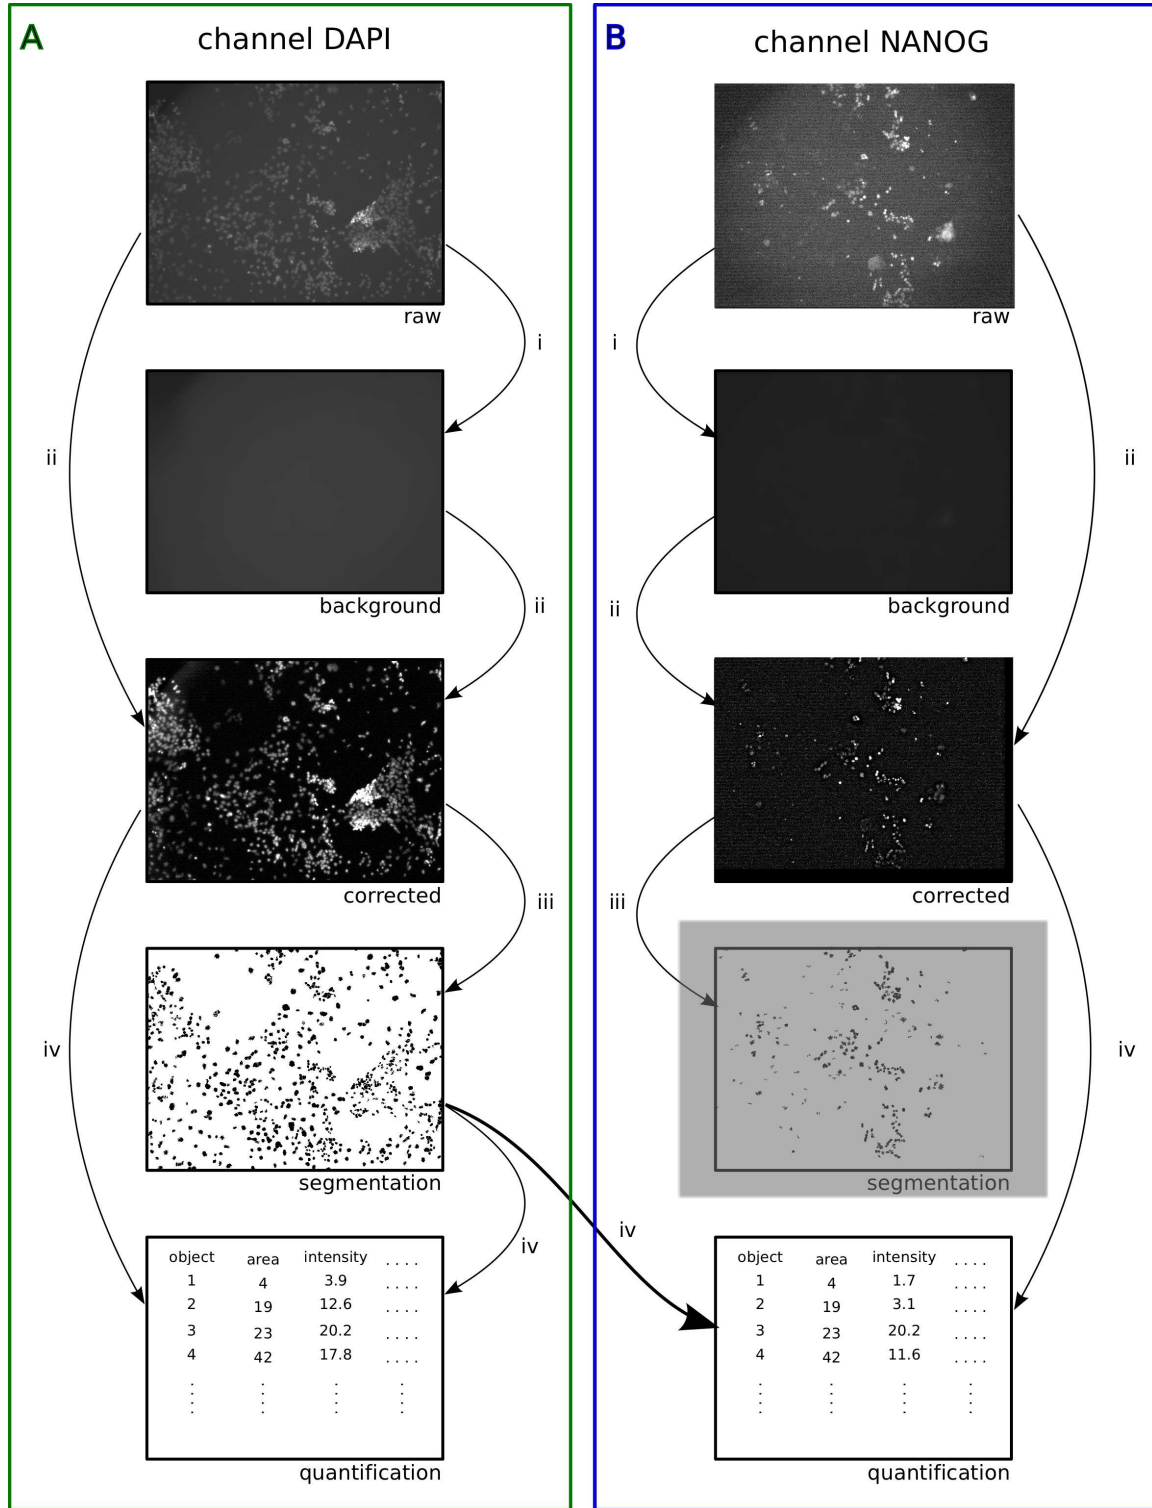 A
channel DAPI
raw
i
background
ii
ii
corrected
iii
segmentation
iv
iv
object area intensity ....
1 4 3.9 ....
2 19 12.6 ....
3 23 20.2 ....
4 42 17.8 ....
quantification
B
channel NANOG
raw
i
background
ii
ii
corrected
iii
segmentation
iv
iv
object area intensity ....
1 4 1.7 ....
2 19 3.1 ....
3 23 20.2 ....
4 42 11.6 ....
quantification